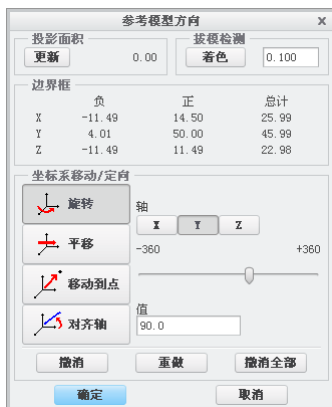 参考模型方向 x
投影面积 拔模检测
更新 0.00 着色 0.100
边界框
负 正 总计
X -11.49 14.50 25.99
Y 4.01 50.00 45.99
Z -11.49 11.49 22.98
坐标系移动/定向
旋转 轴
X Y Z
平移 -360 +360
移动到点
对齐轴 值
90.0
撤消 重做 撤消全部
确定 取消